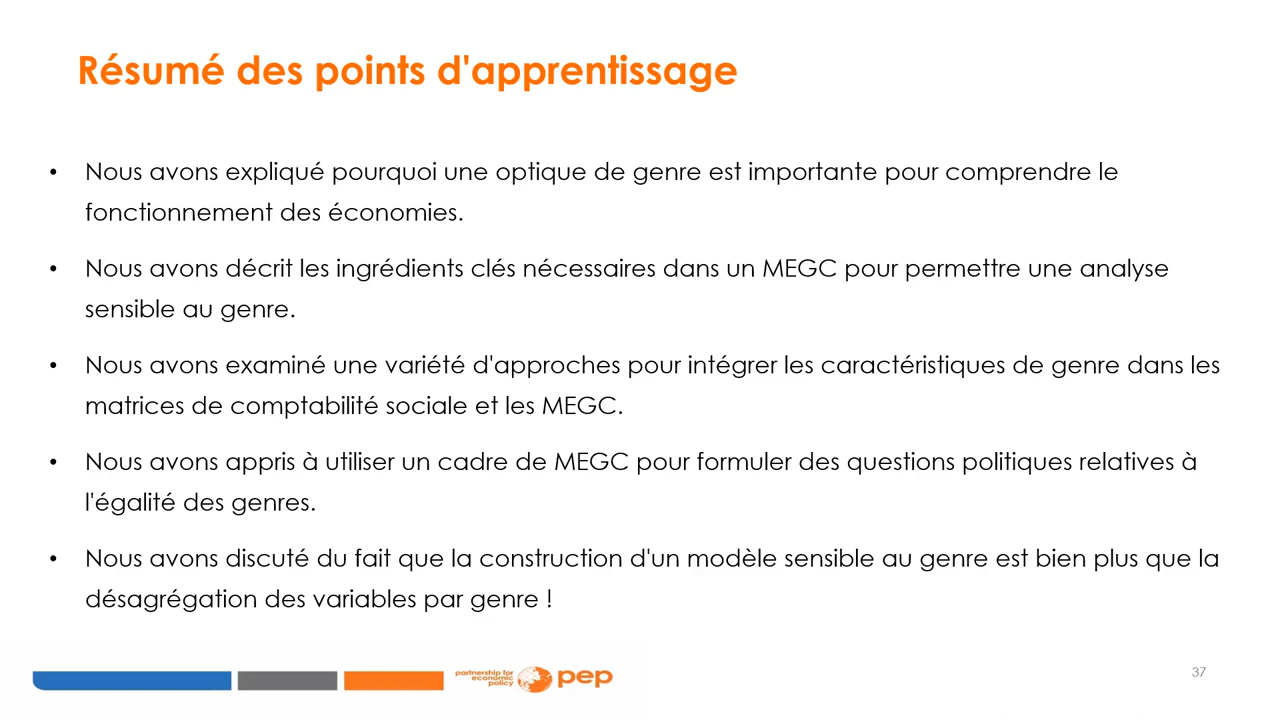 Résumé des points d'apprentissage
• Nous avons expliqué pourquoi une optique de genre est importante pour comprendre le
fonctionnement des économies.
• Nous avons décrit les ingrédients clés nécessaires dans un MEGC pour permettre une analyse
sensible au genre.
• Nous avons examiné une variété d'approches pour intégrer les caractéristiques de genre dans les
matrices de comptabilité sociale et les MEGC.
• Nous avons appris à utiliser un cadre de MEGC pour formuler des questions politiques relatives à
l'égalité des genres.
• Nous avons discuté du fait que la construction d'un modèle sensible au genre est bien plus que la
désagrégation des variables par genre !
partnership for
economic
policy
pep
37